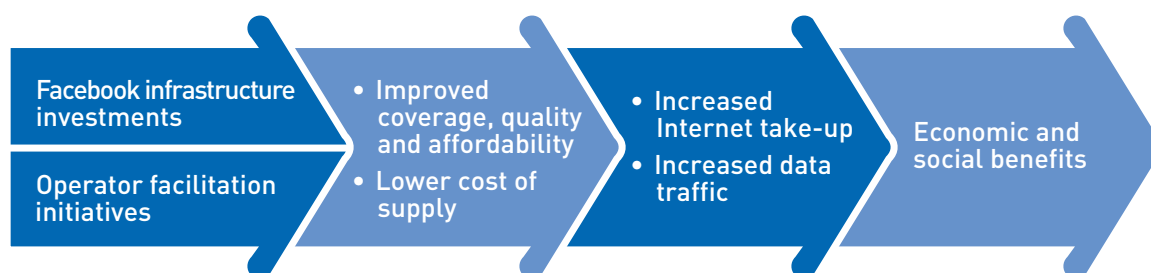 Facebook infrastructure
investments
Operator facilitation
initiatives
• Improved
coverage, quality
and affordability
• Lower cost of
supply
• Increased
Internet take-up
• Increased data
traffic
Economic and
social benefits